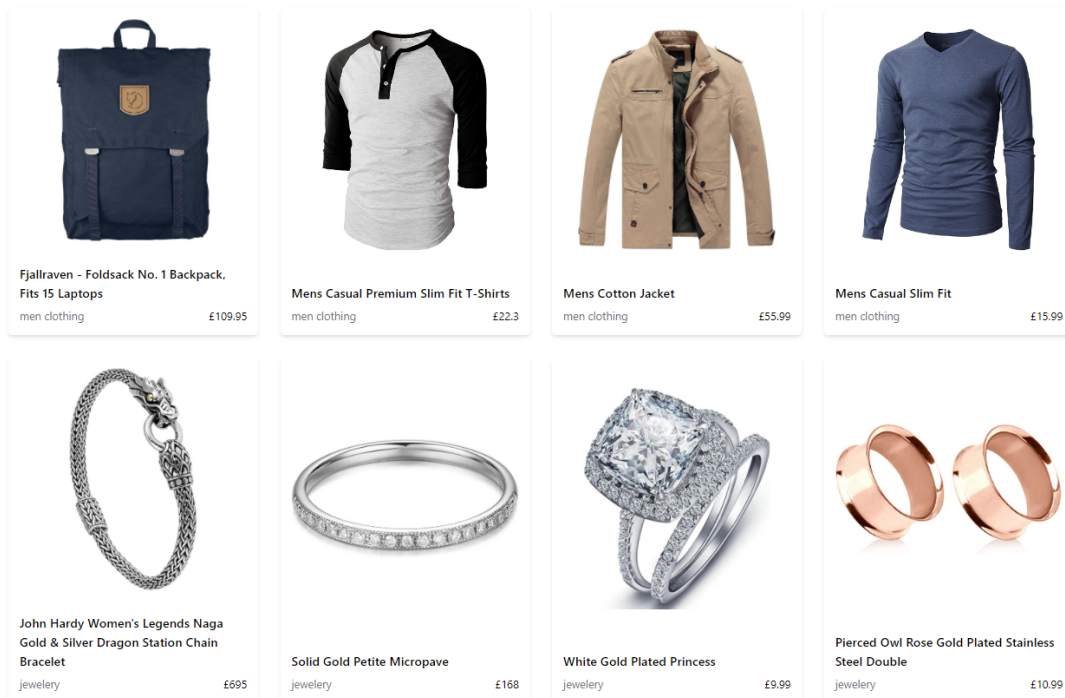 Fjallraven - Foldsack No. 1 Backpack,
Fits 15 Laptops
men clothing
£109.95
Mens Casual Premium Slim Fit T-Shirts
men clothing
£22.3
Mens Cotton Jacket
men clothing
£55.99
Mens Casual Slim Fit
men clothing
£15.99
John Hardy Women's Legends Naga
Gold & Silver Dragon Station Chain
Bracelet
jewelery
£695
Solid Gold Petite Micropave
jewelery
£168
White Gold Plated Princess
jewelery
£9.99
Pierced Owl Rose Gold Plated Stainless
Steel Double
jewelery
£10.99